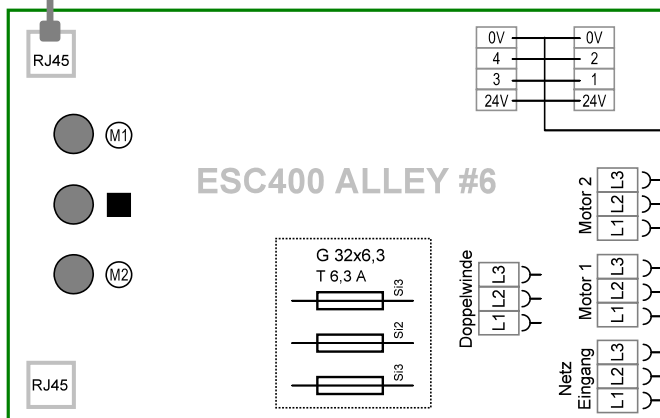 RJ45
0V 0V
4 2
3 1
24V 24V
M1
ESC400 ALLEY #6
Motor 2
L3
L2
L1
M2
G 32x6,3
T 6,3 A
Si3
Si2
Si3
Doppelwinde
L3
L2
L1
Motor 1
L3
L2
L1
RJ45
Netz
Eingang
L3
L2
L1